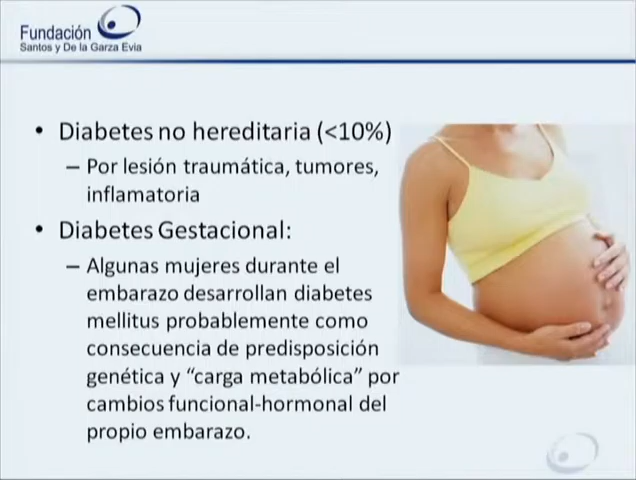 Fundación
Santos y De la Garza Evia
• Diabetes no hereditaria (<10%)
– Por lesión traumática, tumores,
inflamatoria
• Diabetes Gestacional:
– Algunas mujeres durante el
embarazo desarrollan diabetes
mellitus probablemente como
consecuencia de predisposición
genética y “carga metabólica” por
cambios funcional-hormonal del
propio embarazo.